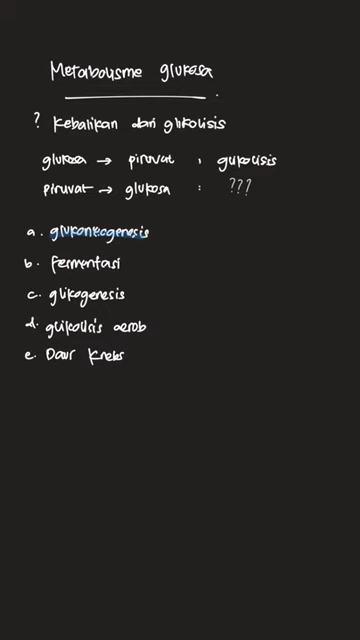 Metabolisme glukosa
? Kebalikan dari glikolisis
glukosa → piruvat : glikolisis
piruvat → glukosa : ???
a. glukoneogenesis
b. fermentasi
c. glikogenesis
d. glikolisis aerob
e. Daur Krebs